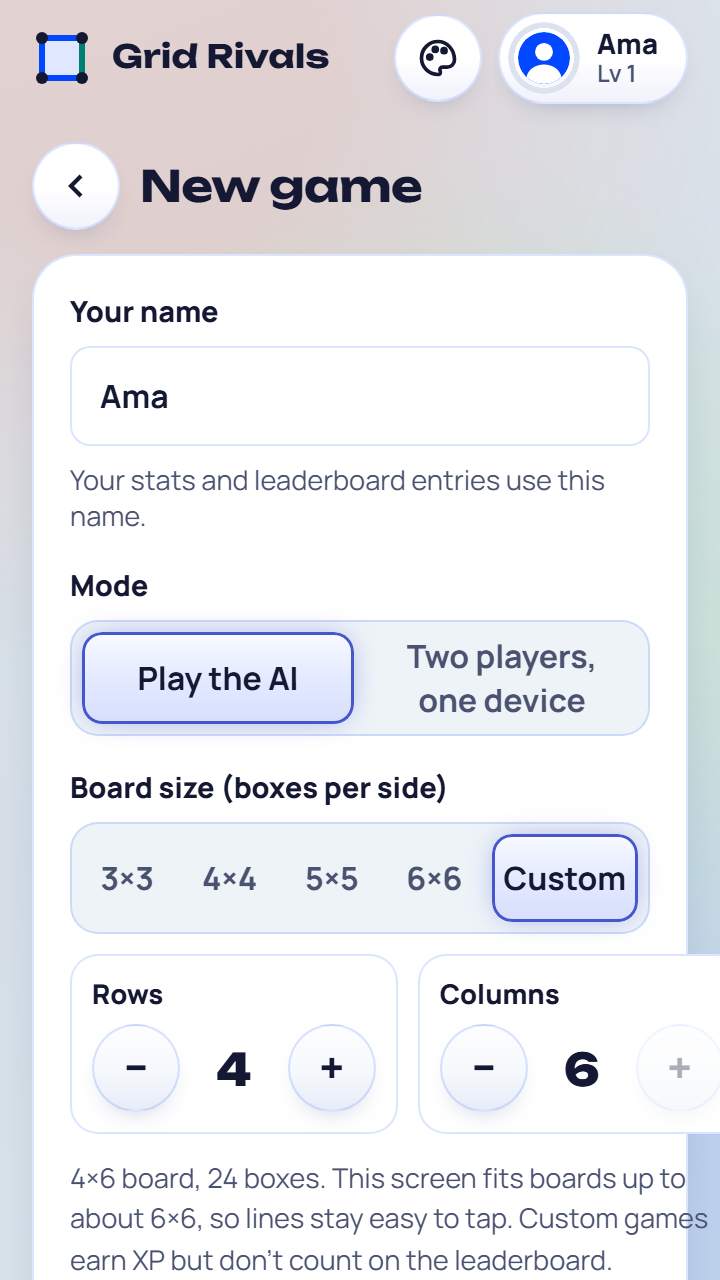 Grid Rivals
Ama
Lv 1
New game
Your name
Ama
Your stats and leaderboard entries use this
name.
Mode
Play the AI
Two players,
one device
Board size (boxes per side)
3×3 4×4 5×5 6×6 Custom
Rows
− 4 +
Columns
− 6 +
4×6 board, 24 boxes. This screen fits boards up to
about 6×6, so lines stay easy to tap. Custom games
earn XP but don’t count on the leaderboard.